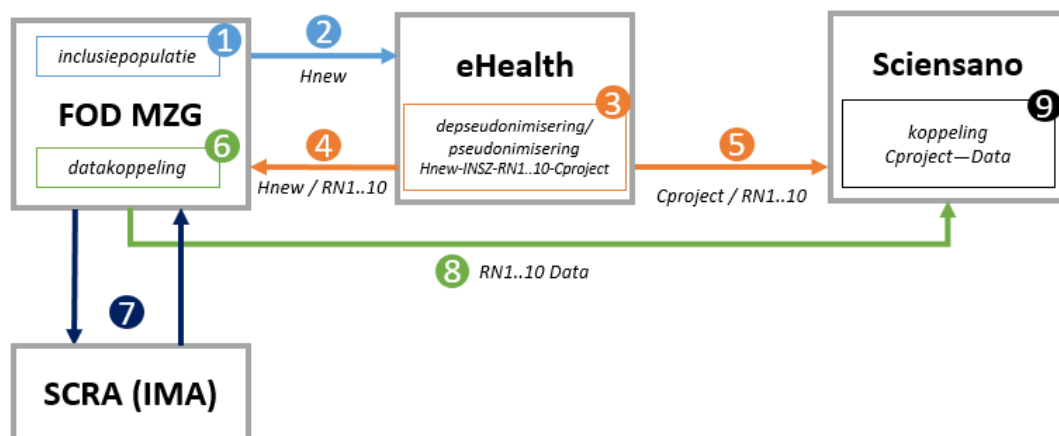 1
inclusiepopulatie
FOD MZG
6
datakoppeling
2
Hnew
4
Hnew / RN1..10
eHealth
3
depseudonimisering/
pseudonimisering
Hnew-INSZ-RN1..10-Cproject
5
Cproject / RN1..10
Sciensano
9
koppeling
Cproject—Data
8 RN1..10 Data
7
SCRA (IMA)